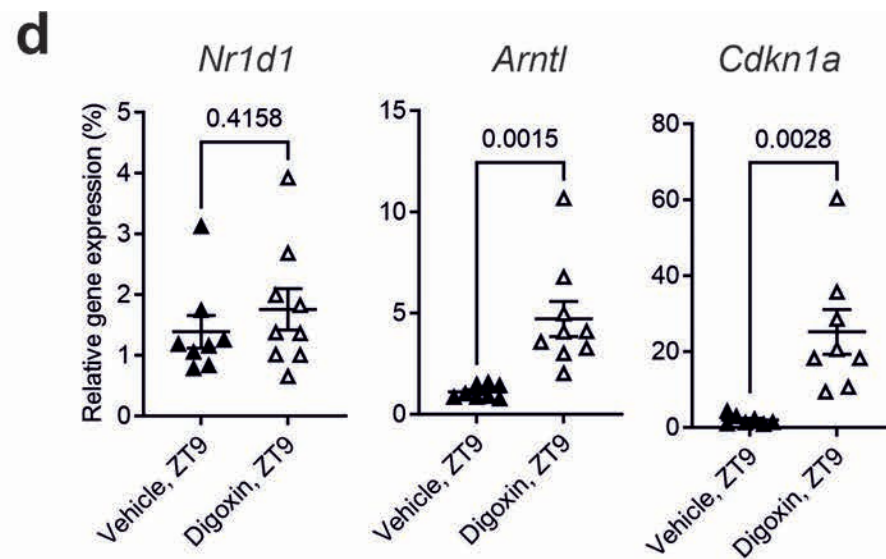 d
Nr1d1
Arntl
Cdkn1a
Relative gene expression (%)
5
4
3
2
1
0
0.4158
Vehicle, ZT9
Digoxin, ZT9
15
10
5
0
0.0015
Vehicle, ZT9
Digoxin, ZT9
80
60
40
20
0
0.0028
Vehicle, ZT9
Digoxin, ZT9